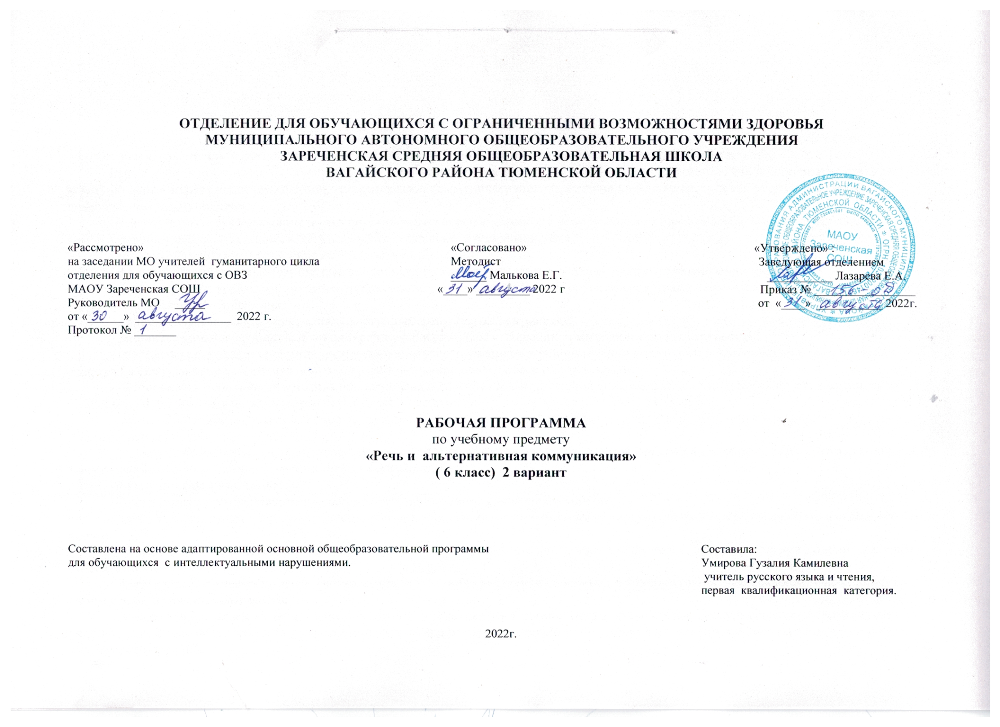 ОТДЕЛЕНИЕ ДЛЯ ОБУЧАЮЩИХСЯ С ОГРАНИЧЕННЫМИ ВОЗМОЖНОСТЯМИ ЗДОРОВЬЯ
МУНИЦИПАЛЬНОГО АВТОНОМНОГО ОБЩЕОБРАЗОВАТЕЛЬНОГО УЧРЕЖДЕНИЯ
ЗАРЕЧЕНСКАЯ СРЕДНЯЯ ОБЩЕОБРАЗОВАТЕЛЬНАЯ ШКОЛА
ВАГАЙСКОГО РАЙОНА ТЮМЕНСКОЙ ОБЛАСТИ
«Рассмотрено»
на заседании МО учителей гуманитарного цикла
отделения для обучающихся с ОВЗ
МАОУ Зареченская СОШ
Руководитель МО
от «30» августа 2022 г.
Протокол № 1
«Согласовано»
Методист
Малькова Е.Г.
«31» августа 2022 г
«Утверждено» :
Заведующая отделением
Лазарева Е.А.
Приказ № 156-ОД
от «31» августа 2022г.
МАОУ
Зареченская
СОШ
РАБОЧАЯ ПРОГРАММА
по учебному предмету
«Речь и альтернативная коммуникация»
( 6 класс) 2 вариант
Составлена на основе адаптированной основной общеобразовательной программы
для обучающихся с интеллектуальными нарушениями.
Составила:
Умирова Гузалия Камилевна
учитель русского языка и чтения,
первая квалификационная категория.
2022г.